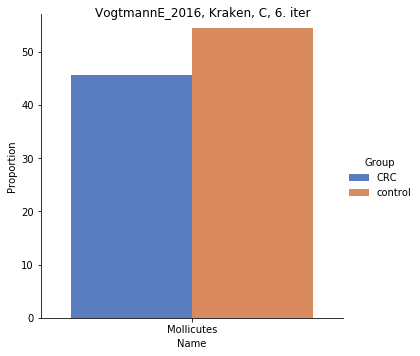 VogtmannE_2016, Kraken, C, 6. iter
50
40
30
20
10
0
Proportion
Mollicutes
Name
Group
CRC
control